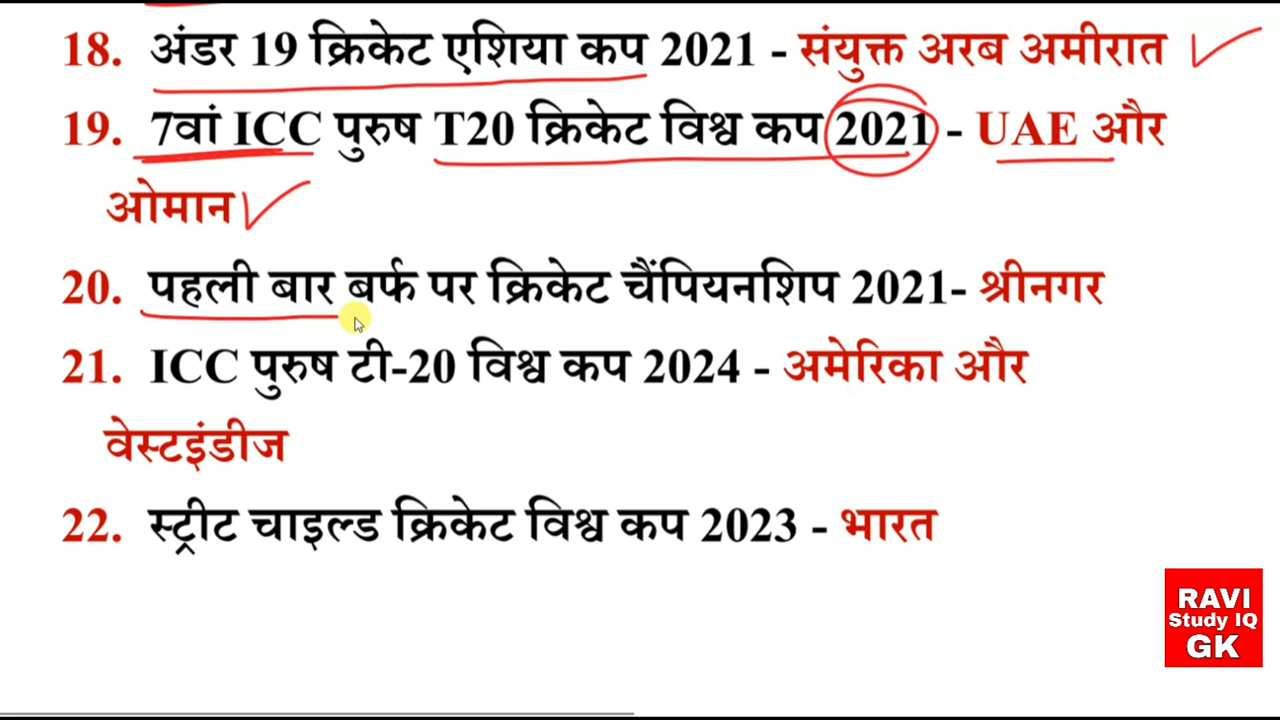 18. अंडर 19 क्रिकेट एशिया कप 2021 - संयुक्त अरब अमीरात
19. 7वां ICC पुरुष T20 क्रिकेट विश्व कप 2021 - UAE और
ओमान
20. पहली बार बर्फ पर क्रिकेट चैंपियनशिप 2021- श्रीनगर
21. ICC पुरुष टी-20 विश्व कप 2024 - अमेरिका और
वेस्टइंडीज
22. स्ट्रीट चाइल्ड क्रिकेट विश्व कप 2023 - भारत
RAVI
Study IQ
GK